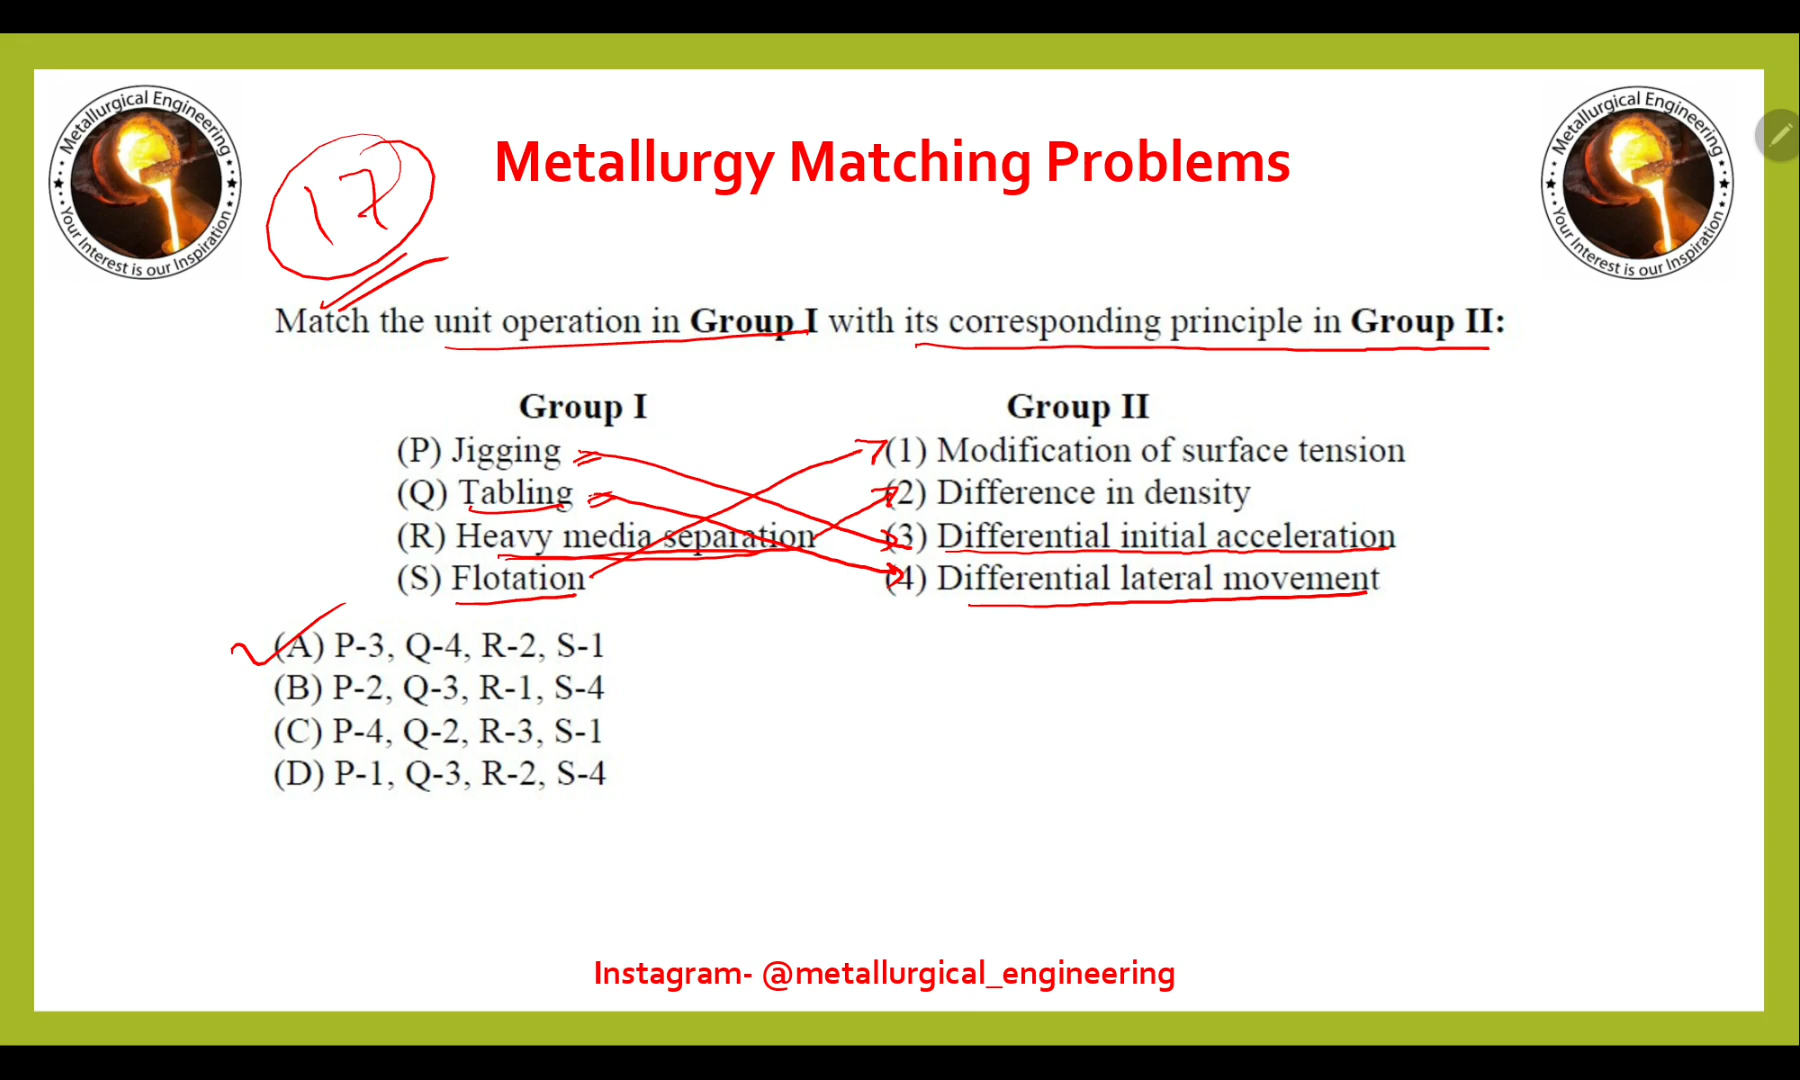 Metallurgical Engineering
Your Interest is our Inspiration
Metallurgy Matching Problems
Metallurgical Engineering
Your Interest is our Inspiration
17
Match the unit operation in Group I with its corresponding principle in Group II:
Group I Group II
(P) Jigging (1) Modification of surface tension
(Q) Tabling (2) Difference in density
(R) Heavy media separation (3) Differential initial acceleration
(S) Flotation (4) Differential lateral movement
(A) P-3, Q-4, R-2, S-1
(B) P-2, Q-3, R-1, S-4
(C) P-4, Q-2, R-3, S-1
(D) P-1, Q-3, R-2, S-4
Instagram- @metallurgical_engineering